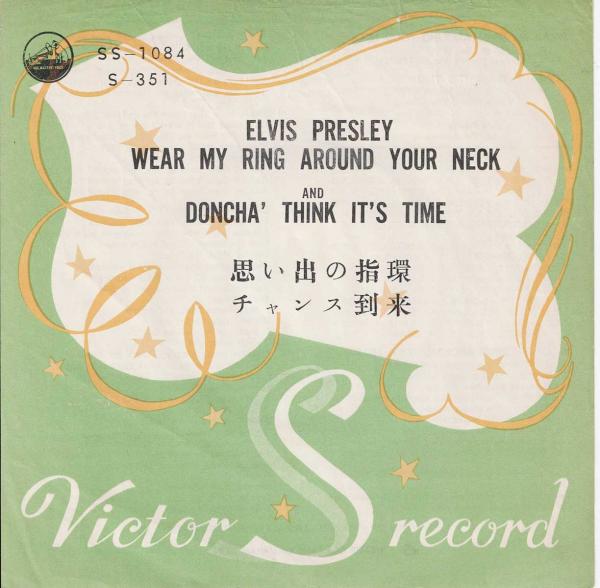 SS-1084
S-351
ELVIS PRESLEY
WEAR MY RING AROUND YOUR NECK
AND
DONCHA' THINK IT'S TIME
思い出の指環
チャンス到来
Victor S record